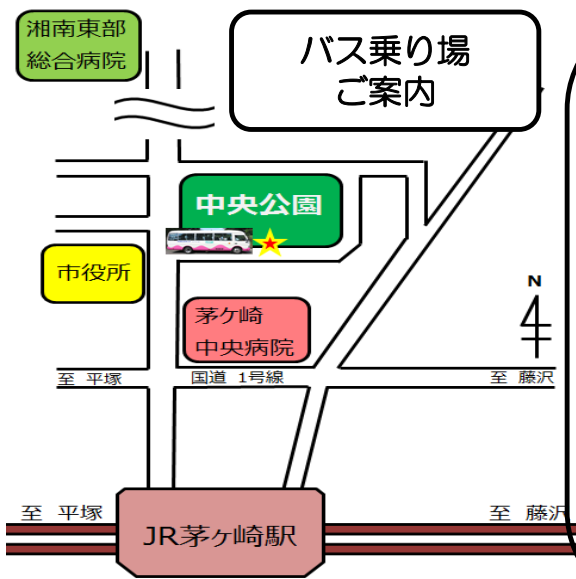 湘南東部
総合病院
バス乗り場
ご案内
中央公園
市役所
N
茅ケ崎
中央病院
至 平塚
国道 1号線
至 藤沢
至 平塚
至 藤沢
JR茅ヶ崎駅